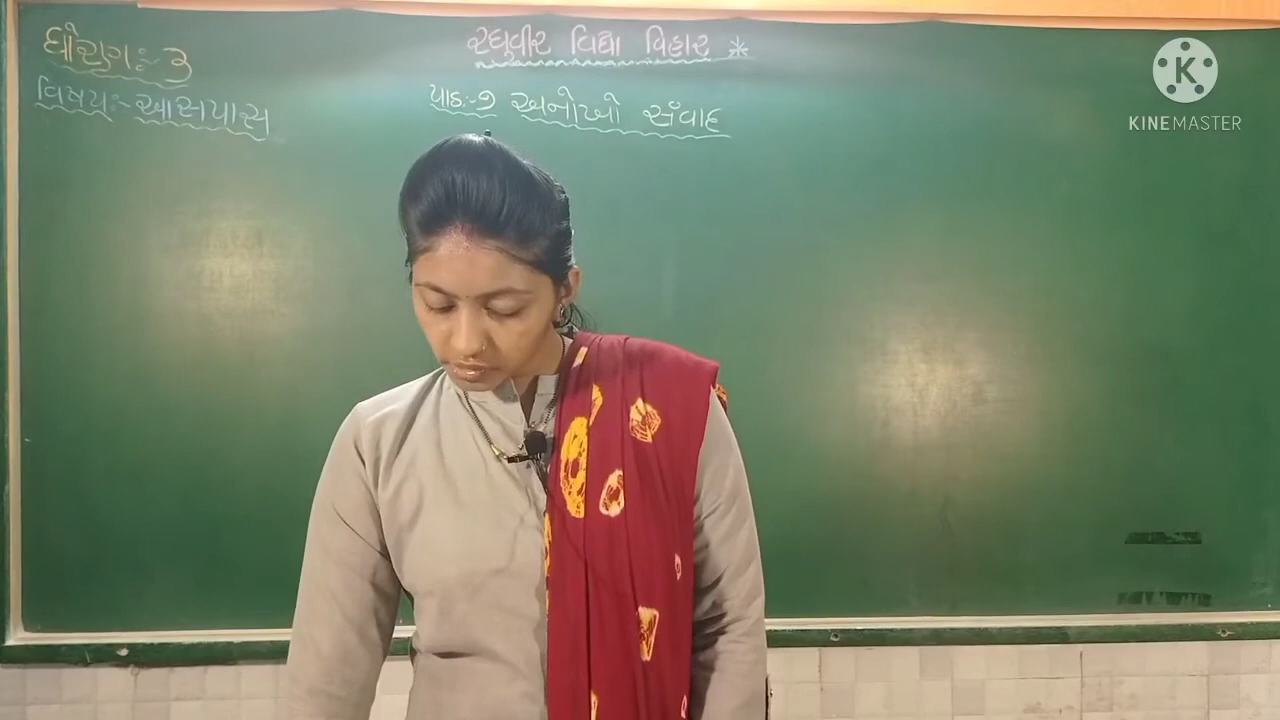 રઘુવીર વિદ્યા વિહાર *
ધોરણ:- ૩
વિષય:- આસપાસ
પાઠ:-૭ અનોખો સંવાદ
KINEMASTER